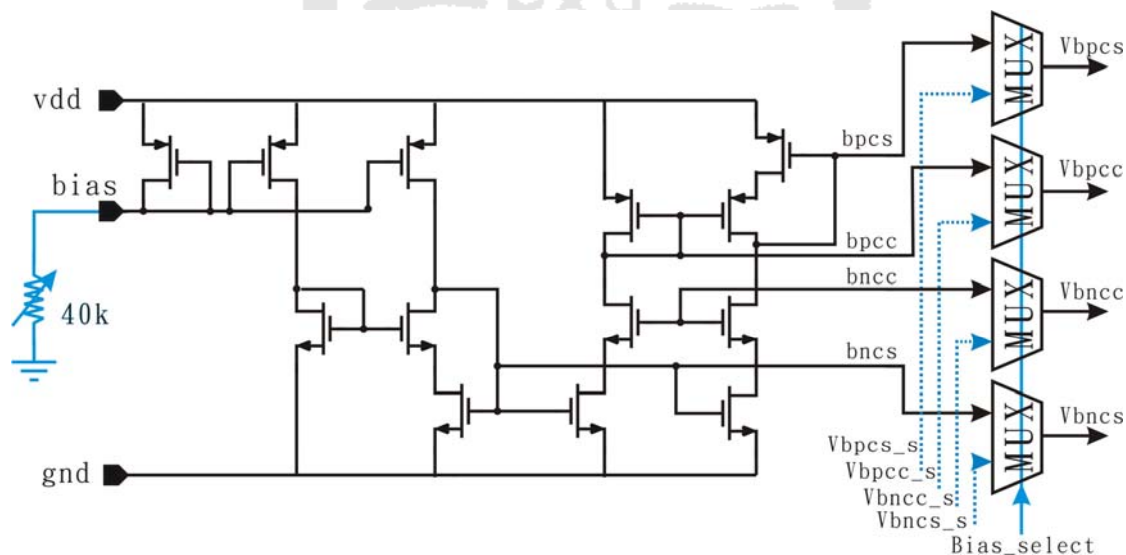 MUX
Vbpcs
vdd
bpcs
MUX
Vbpcc
bias
bpcc
bncc
MUX
Vbncc
40k
bncs
MUX
Vbncs
Vbpcs_s
Vbpcc_s
Vbncc_s
Vbncs_s
gnd
Bias_select